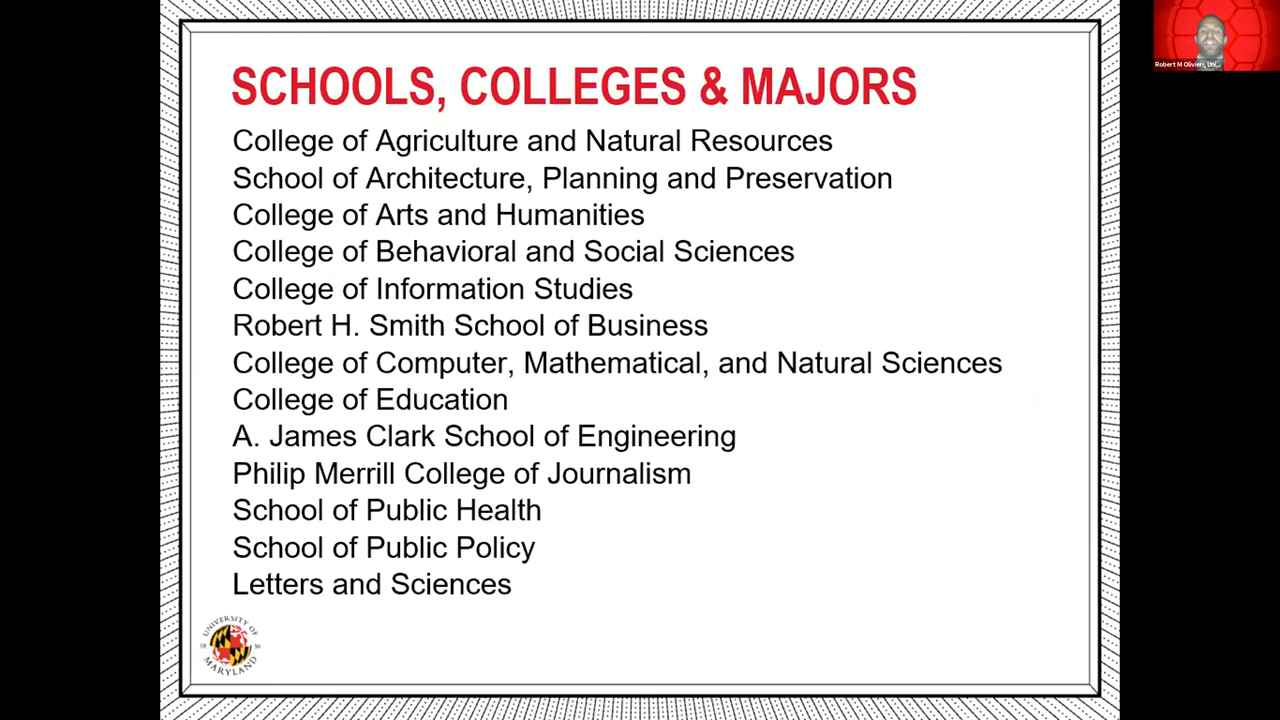 SCHOOLS, COLLEGES & MAJORS
College of Agriculture and Natural Resources
School of Architecture, Planning and Preservation
College of Arts and Humanities
College of Behavioral and Social Sciences
College of Information Studies
Robert H. Smith School of Business
College of Computer, Mathematical, and Natural Sciences
College of Education
A. James Clark School of Engineering
Philip Merrill College of Journalism
School of Public Health
School of Public Policy
Letters and Sciences
UNIVERSITY OF
18 56
MARYLAND
Robert M Olivieri, Uni...